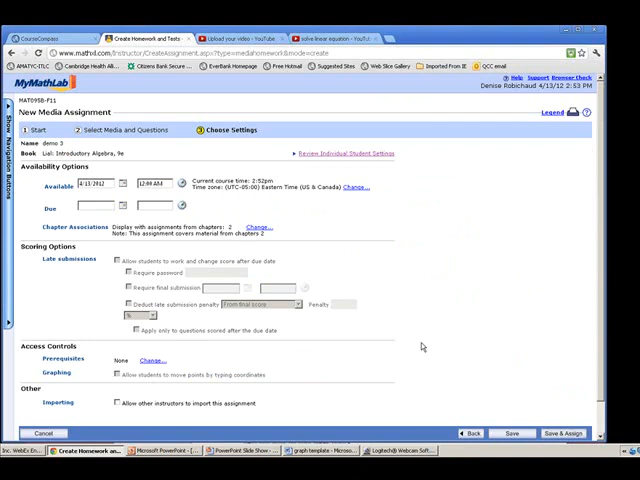 CourseCompass
Create Homework and Tests -
Upload your video - YouTube
solve linear equation - YouTub
www.mathxl.com/Instructor/CreateAssignment.aspx?type=mediahomework&mode=create
AMATYC-ITLC
Cambridge Health All...
Citizens Bank Secure ...
EverBank Homepage
Free Hotmail
Suggested Sites
Web Slice Gallery
Imported From IE
QCC email
MyMathLab
Help Support Browser Check
Denise Robichaud 4/13/12 2:53 PM
MAT095B-F11
New Media Assignment
Legend
1 Start
2 Select Media and Questions
3 Choose Settings
Name demo 3
Book Lial: Introductory Algebra, 9e
Review Individual Student Settings
Availability Options
Available 4/13/2012 12:00 AM
Current course time: 2:52pm
Time zone: (UTC-05:00) Eastern Time (US & Canada) Change...
Due
Chapter Associations Display with assignments from chapters: 2 Change...
Note: This assignment covers material from chapters 2
Scoring Options
Late submissions Allow students to work and change score after due date
Require password
Require final submission
Deduct late submission penalty From final score Penalty
%
Apply only to questions scored after the due date
Access Controls
Prerequisites None Change...
Graphing Allow students to move points by typing coordinates
Other
Importing Allow other instructors to import this assignment
Cancel
Back
Save
Save & Assign
Show Navigation Buttons
Inc. WebEx En...
Create Homework an...
Microsoft PowerPoint - ...
PowerPoint Slide Show - ...
graph template - Micros...
Logitech® Webcam Sof...